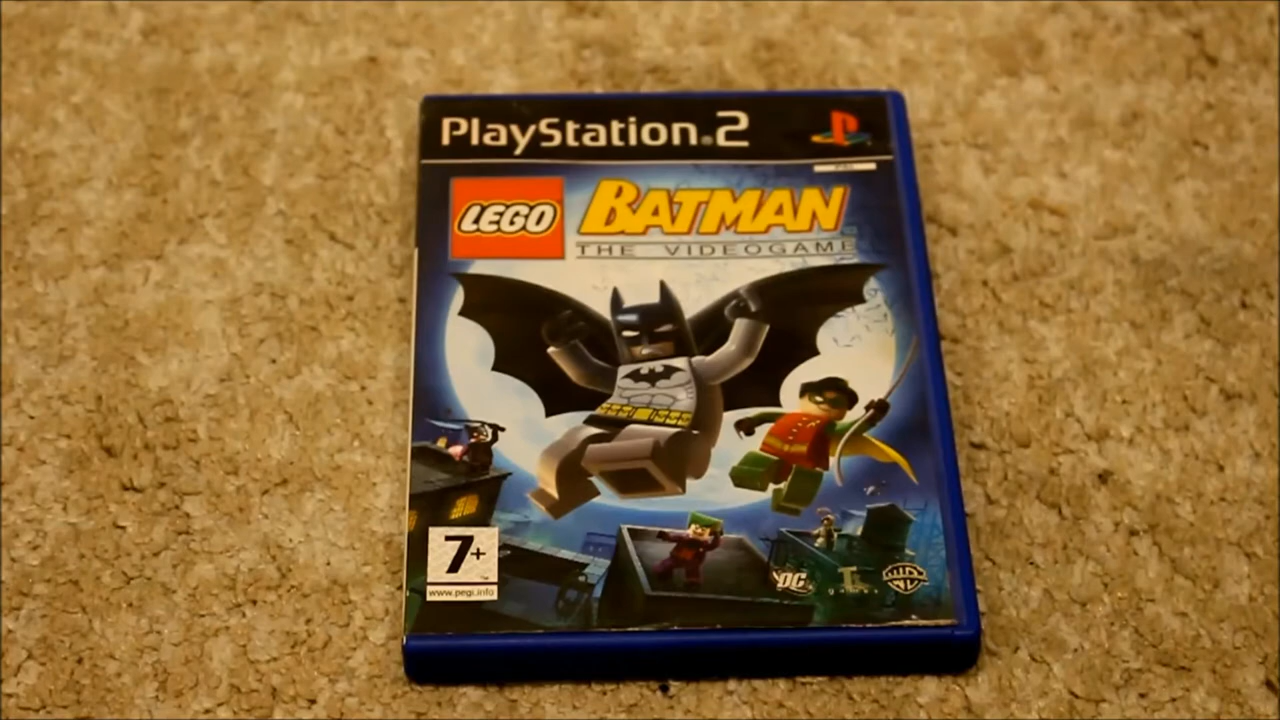 PlayStation.2
LEGO
BATMAN
THE VIDEOGAME
7+
www.pegi.info
DC